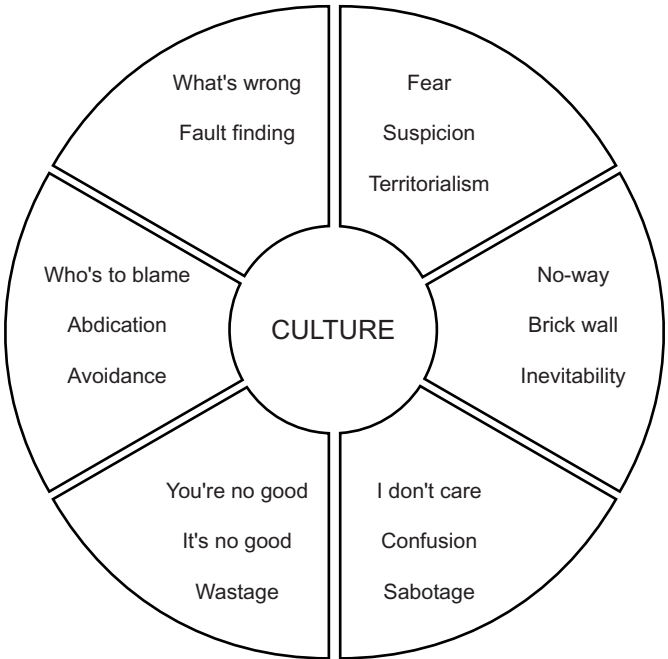 What's wrong
Fault finding
Fear
Suspicion
Territorialism
Who's to blame
Abdication
Avoidance
CULTURE
No-way
Brick wall
Inevitability
You're no good
It's no good
Wastage
I don't care
Confusion
Sabotage